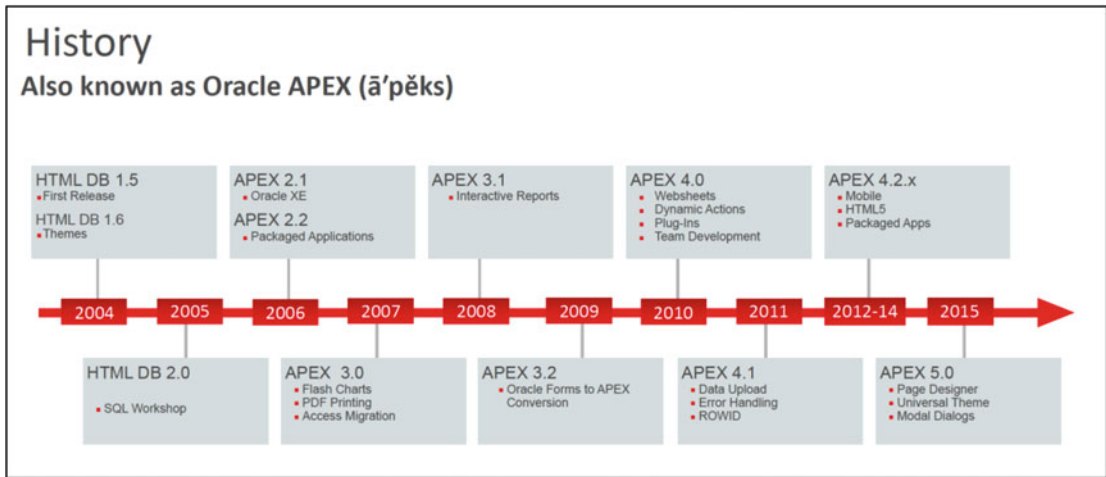 History
Also known as Oracle APEX (ā′pěks)
HTML DB 1.5
▪ First Release
HTML DB 1.6
▪ Themes
APEX 2.1
▪ Oracle XE
APEX 2.2
▪ Packaged Applications
APEX 3.1
▪ Interactive Reports
APEX 4.0
▪ Websheets
▪ Dynamic Actions
▪ Plug-Ins
▪ Team Development
APEX 4.2.x
▪ Mobile
▪ HTML5
▪ Packaged Apps
2004 2005 2006 2007 2008 2009 2010 2011 2012-14 2015
HTML DB 2.0
▪ SQL Workshop
APEX 3.0
▪ Flash Charts
▪ PDF Printing
▪ Access Migration
APEX 3.2
▪ Oracle Forms to APEX
Conversion
APEX 4.1
▪ Data Upload
▪ Error Handling
▪ ROWID
APEX 5.0
▪ Page Designer
▪ Universal Theme
▪ Modal Dialogs